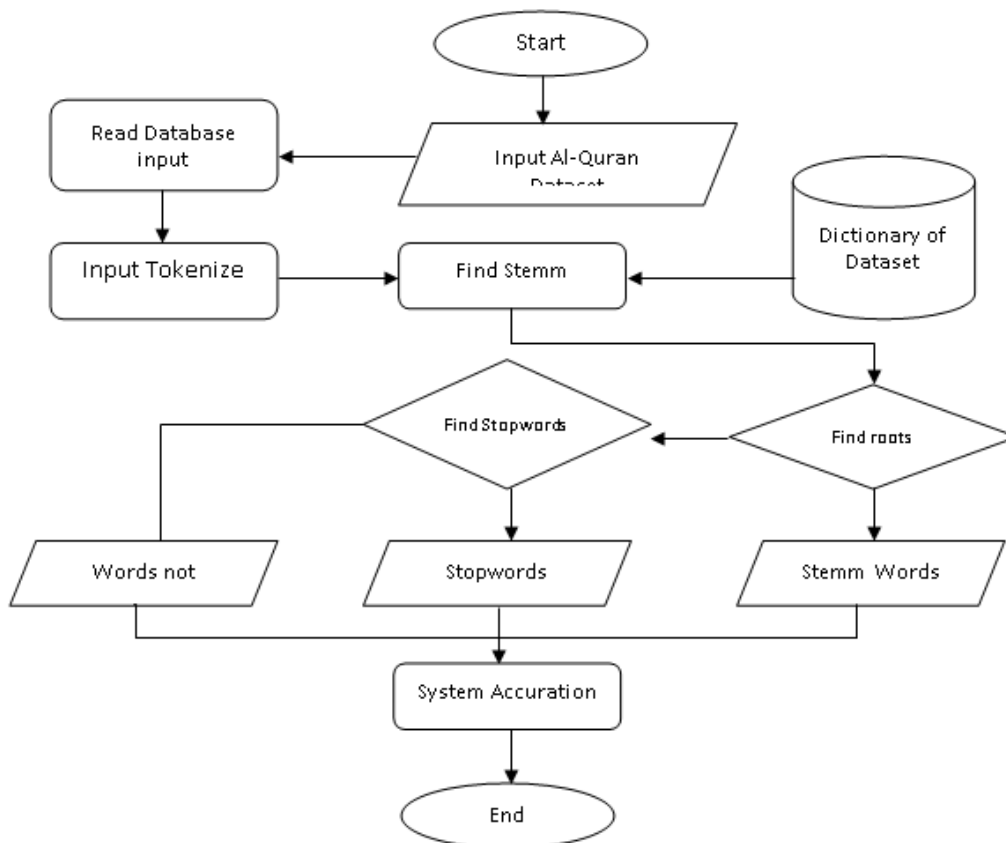 Start
Read Database
input
Input Al-Quran
Dataset
Dictionary of
Dataset
Input Tokenize
Find Stemm
Find Stopwords
Find roots
Words not
Stopwords
Stemm Words
System Accuration
End